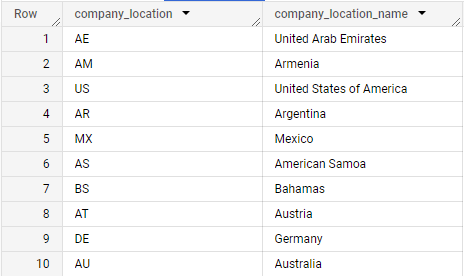 Row company_location company_location_name
1 AE United Arab Emirates
2 AM Armenia
3 US United States of America
4 AR Argentina
5 MX Mexico
6 AS American Samoa
7 BS Bahamas
8 AT Austria
9 DE Germany
10 AU Australia